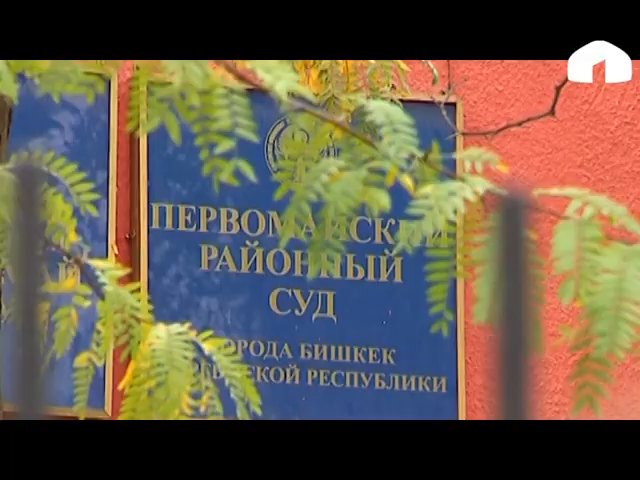 ПЕРВОМАЙСКИЙ
РАЙОННЫЙ
СУД
ГОРОДА БИШКЕК
РЕСПУБЛИКИ
Й